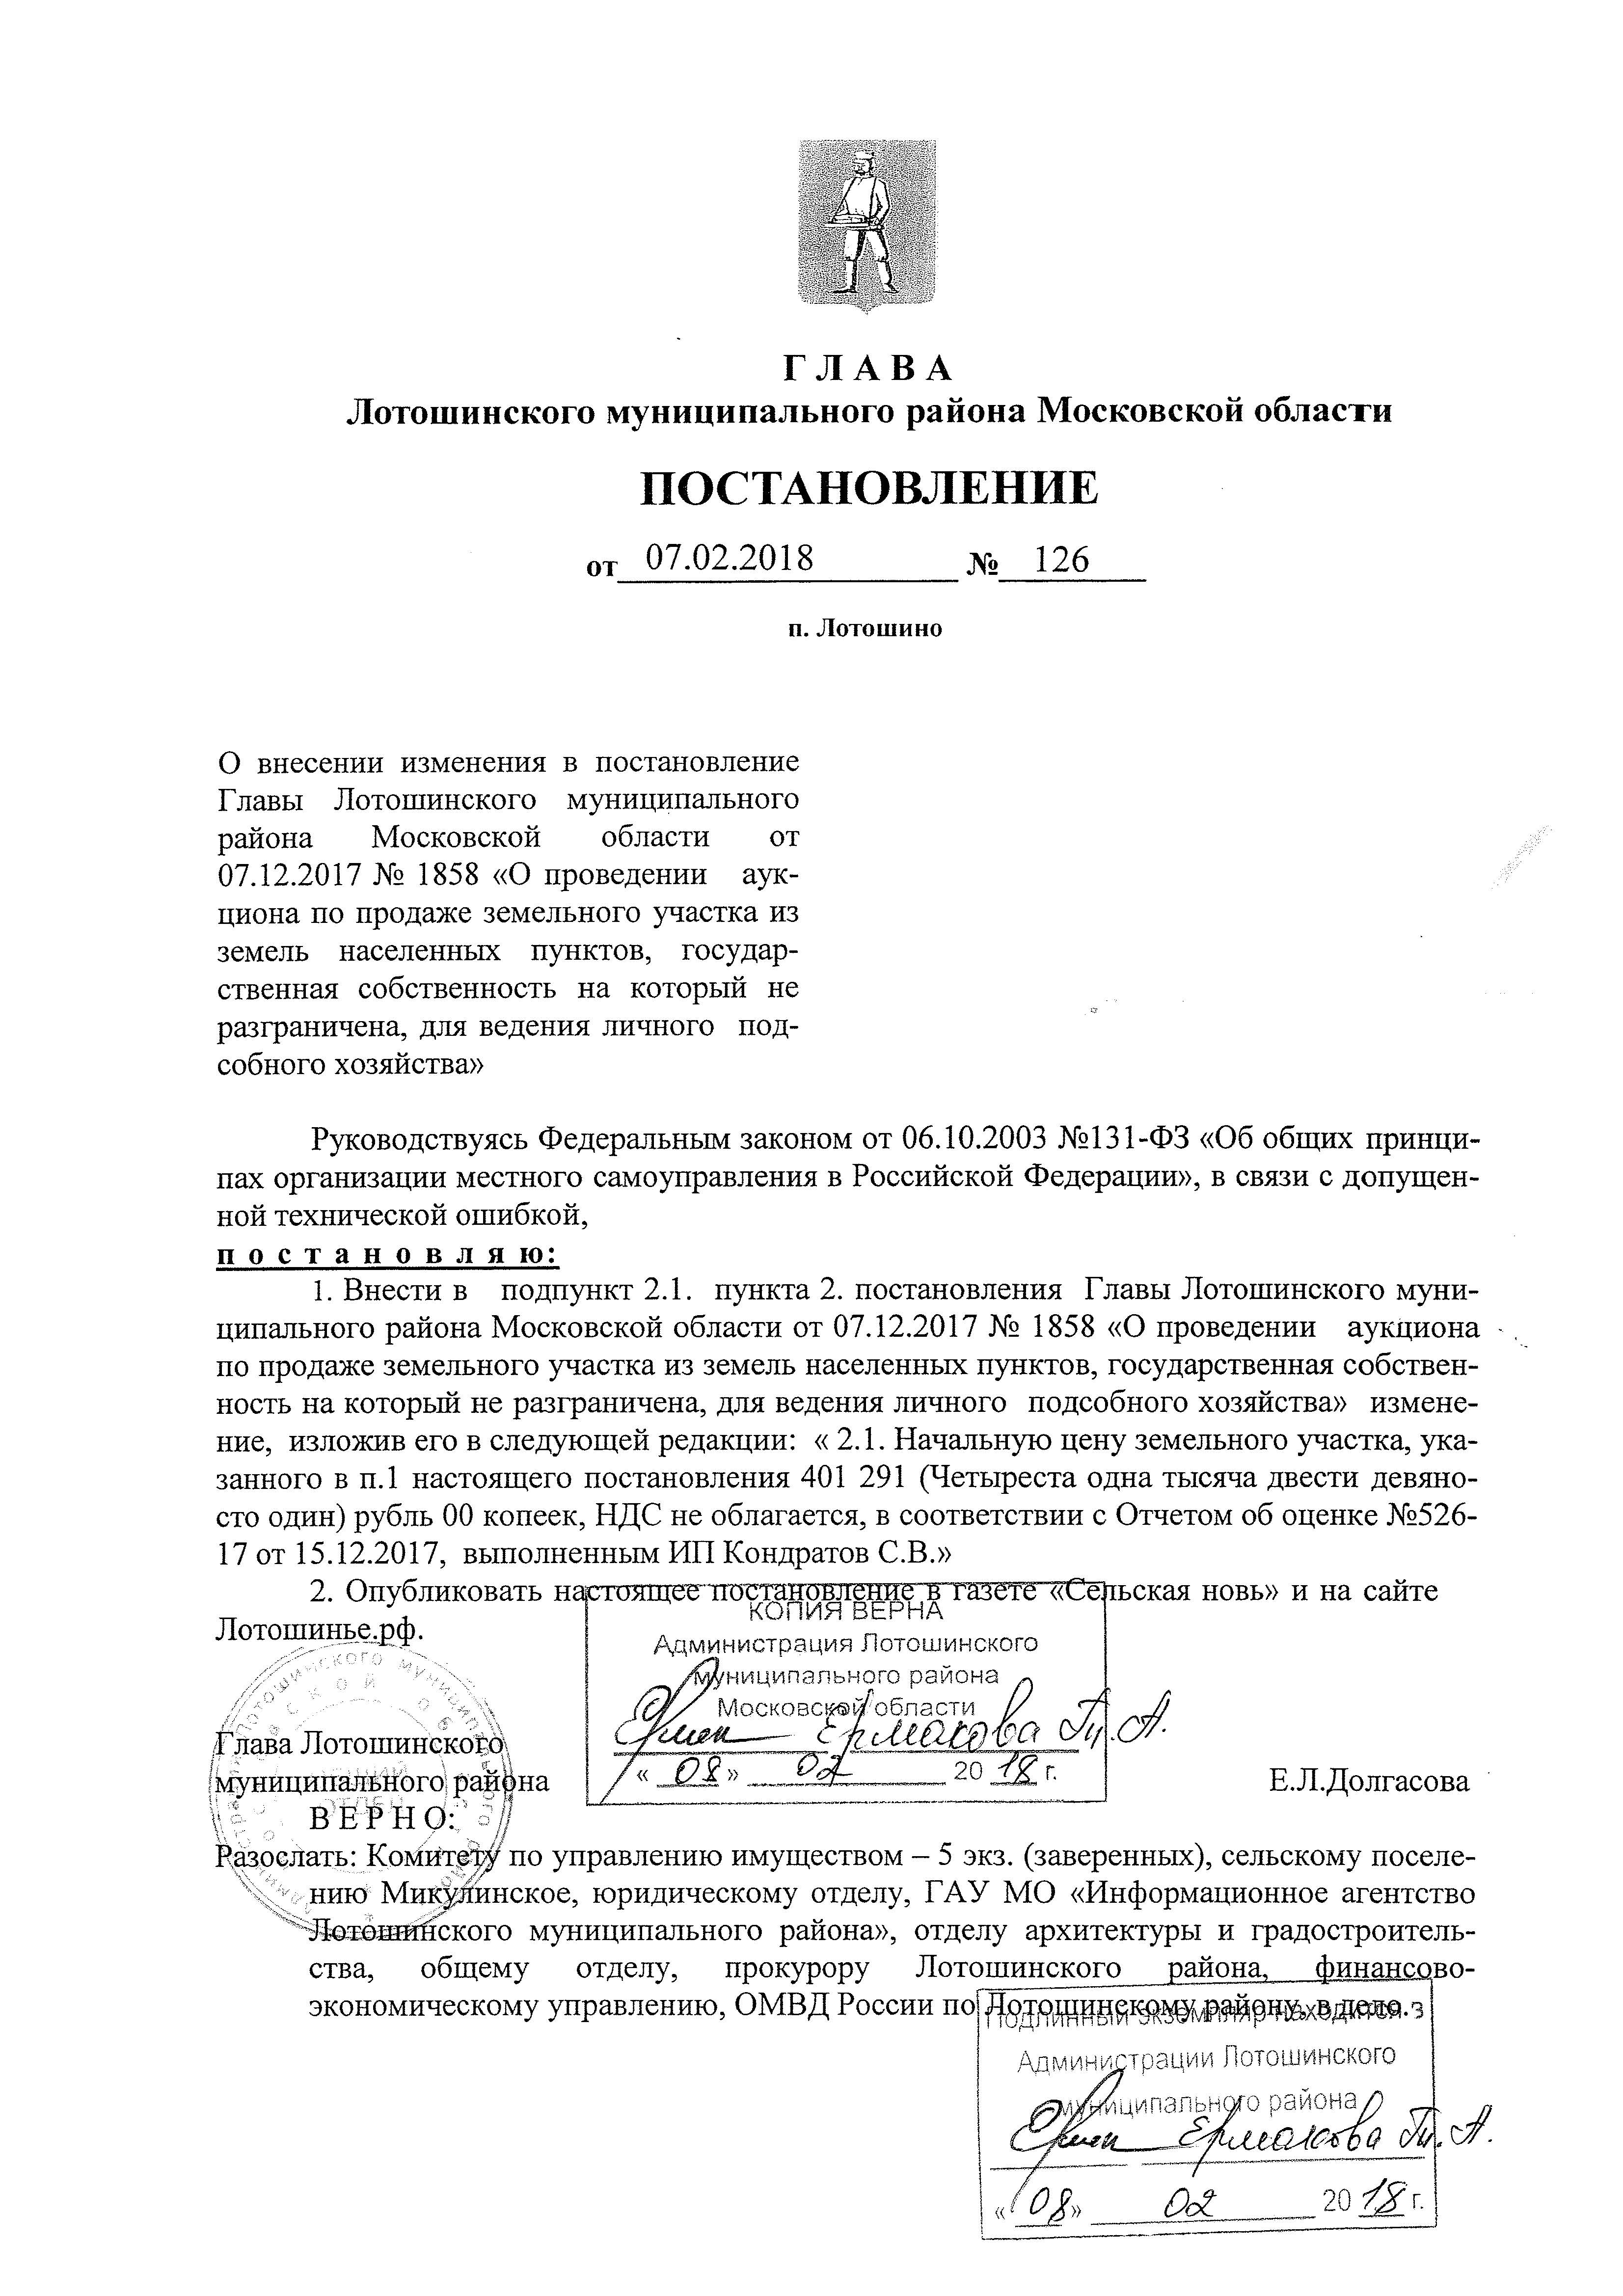 Г Л А В А
Лотошинского муниципального района Московской области
ПОСТАНОВЛЕНИЕ
от 07.02.2018 № 126
п. Лотошино
О внесении изменения в постановление
Главы Лотошинского муниципального
района Московской области от
07.12.2017 № 1858 «О проведении аук-
циона по продаже земельного участка из
земель населенных пунктов, государ-
ственная собственность на который не
разграничена, для ведения личного под-
собного хозяйства»
Руководствуясь Федеральным законом от 06.10.2003 №131-ФЗ «Об общих принци-
пах организации местного самоуправления в Российской Федерации», в связи с допущен-
ной технической ошибкой,
п о с т а н о в л я ю:
1. Внести в подпункт 2.1. пункта 2. постановления Главы Лотошинского муни-
ципального района Московской области от 07.12.2017 № 1858 «О проведении аукциона
по продаже земельного участка из земель населенных пунктов, государственная собствен-
ность на который не разграничена, для ведения личного подсобного хозяйства» измене-
ние, изложив его в следующей редакции: « 2.1. Начальную цену земельного участка, ука-
занного в п.1 настоящего постановления 401 291 (Четыреста одна тысяча двести девяно-
сто один) рубль 00 копеек, НДС не облагается, в соответствии с Отчетом об оценке №526-
17 от 15.12.2017, выполненным ИП Кондратов С.В.»
2. Опубликовать настоящее постановление в газете «Сельская новь» и на сайте
Лотошинье.рф.
КОПИЯ ВЕРНА
Администрация Лотошинского
муниципального района
Московской области
Ермакова Ти.А.
« 08 » 02 20 18 г.
Глава Лотошинского
муниципального района Е.Л.Долгасова
В Е Р Н О:
Разослать: Комитету по управлению имуществом – 5 экз. (заверенных), сельскому поселе-
нию Микулинское, юридическому отделу, ГАУ МО «Информационное агентство
Лотошинского муниципального района», отделу архитектуры и градостроитель-
ства, общему отделу, прокурору Лотошинского района, финансово-
экономическому управлению, ОМВД России по Лотошинскому району, в дело.
Подлинный экземпляр находится в
Администрации Лотошинского
муниципального района
Ермакова Ти.А.
« 08 » 02 20 18 г.